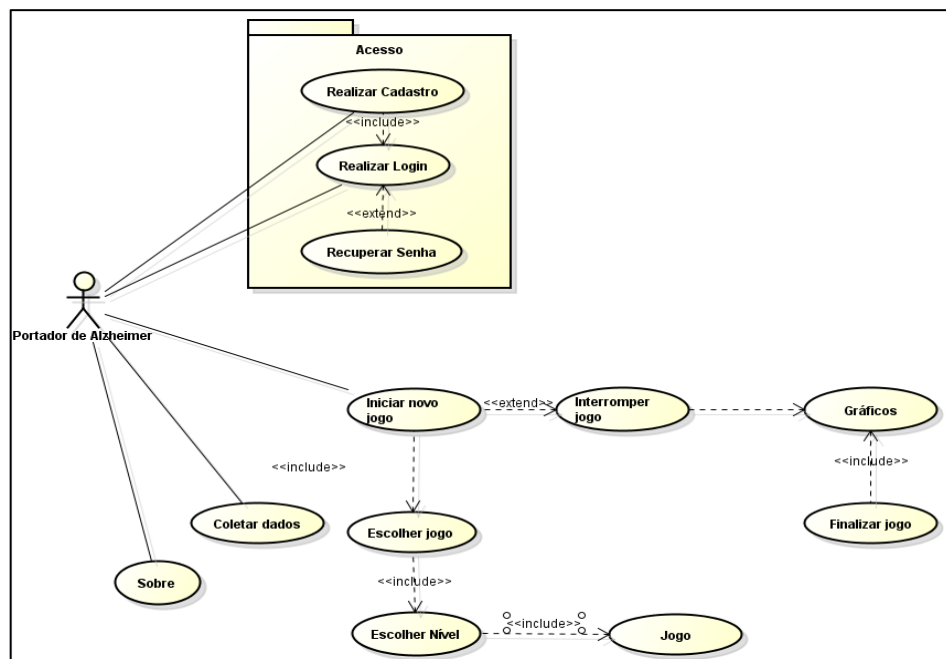 Acesso
Realizar Cadastro
<<include>>
Realizar Login
<<extend>>
Recuperar Senha
Portador de Alzheimer
Iniciar novo
jogo
<<extend>>
Interromper
jogo
Gráficos
<<include>>
<<include>>
Coletar dados
Escolher jogo
Finalizar jogo
Sobre
<<include>>
Escolher Nível
<<include>>
Jogo